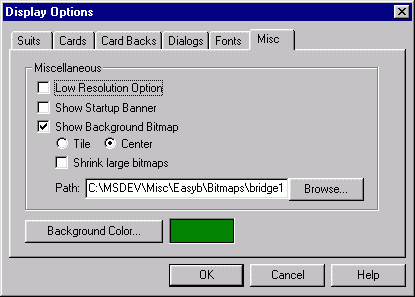 Display Options
Suits Cards Card Backs Dialogs Fonts Misc
Miscellaneous
Low Resolution Option
Show Startup Banner
Show Background Bitmap
Tile Center
Shrink large bitmaps
Path: C:\MSDEV\Misc\Easyb\Bitmaps\bridge1 Browse...
Background Color...
OK Cancel Help